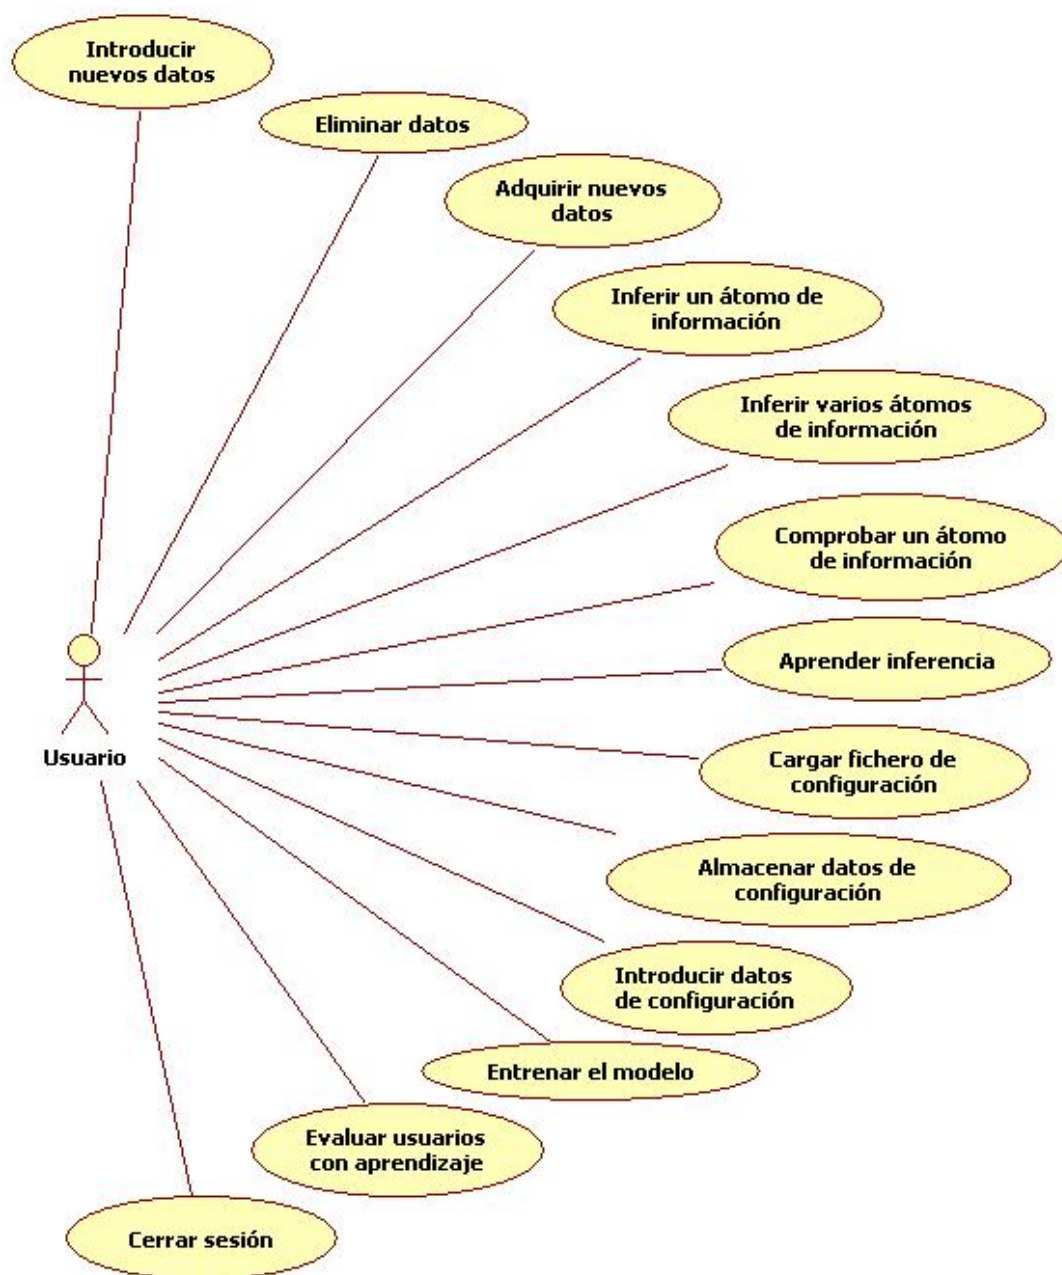 Introducir
nuevos datos
Eliminar datos
Adquirir nuevos
datos
Inferir un átomo de
información
Inferir varios átomos
de información
Comprobar un átomo
de información
Aprender inferencia
Usuario
Cargar fichero de
configuración
Almacenar datos de
configuración
Introducir datos
de configuración
Entrenar el modelo
Evaluar usuarios
con aprendizaje
Cerrar sesión